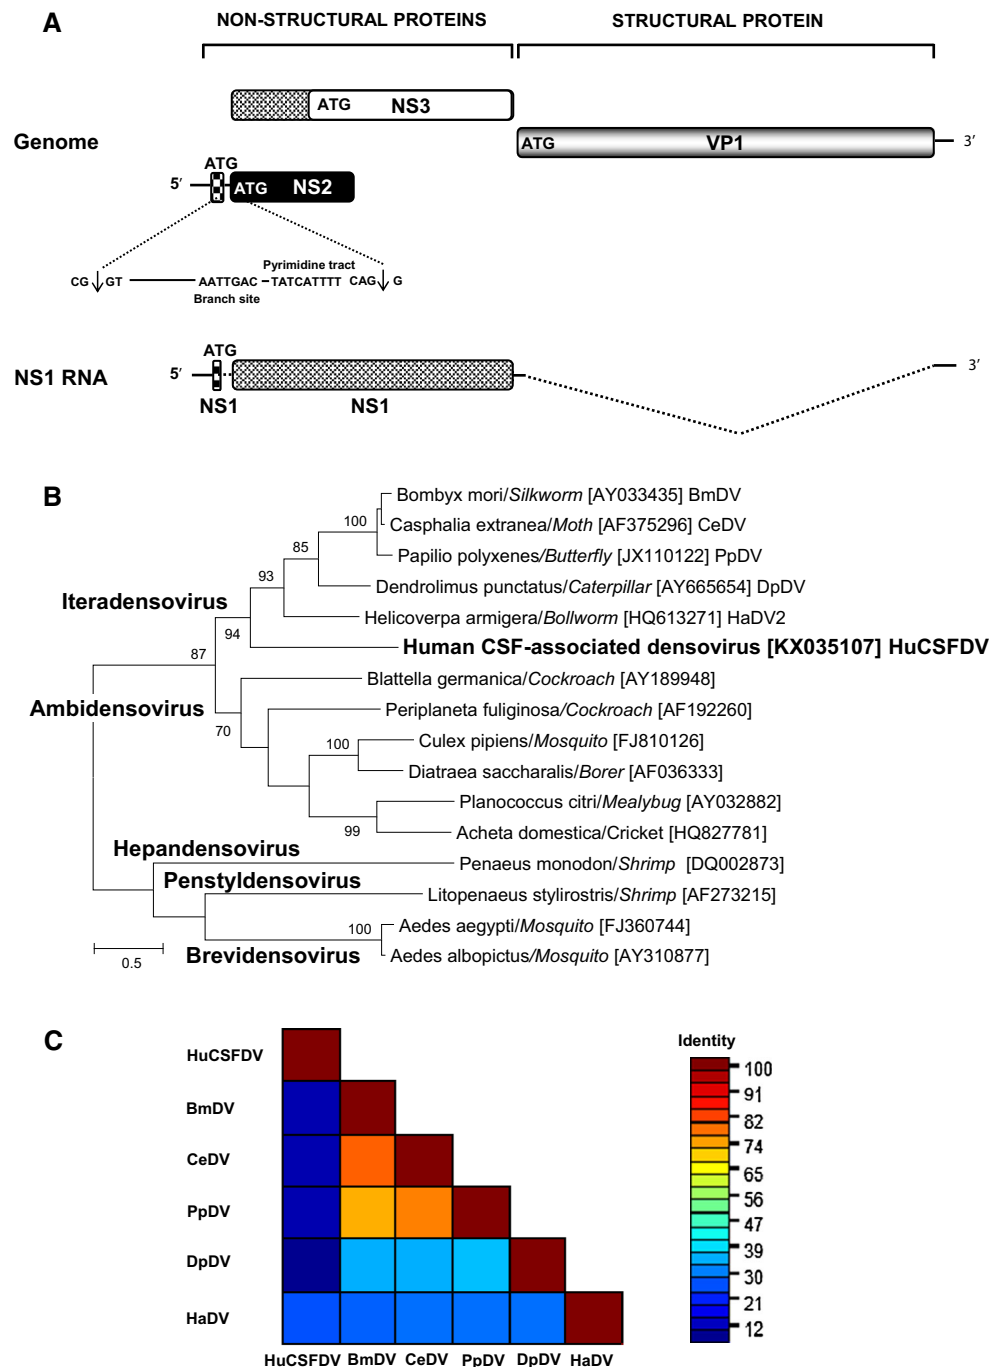 A
NON-STRUCTURAL PROTEINS
STRUCTURAL PROTEIN
ATG NS3
Genome
ATG VP1 3′
ATG
5′ ATG NS2
Pyrimidine tract
CG GT AATTGAC TATCATTTT CAG G
Branch site
ATG
NS1 RNA 5′ 3′
NS1 NS1
B
Bombyx mori/Silkworm [AY033435] BmDV
100
Casphalia extranea/Moth [AF375296] CeDV
85
Papilio polyxenes/Butterfly [JX110122] PpDV
93
Dendrolimus punctatus/Caterpillar [AY665654] DpDV
Iteradensovirus
Helicoverpa armigera/Bollworm [HQ613271] HaDV2
94
Human CSF-associated densovirus [KX035107] HuCSFDV
87
Blattella germanica/Cockroach [AY189948]
Ambidensovirus
Periplaneta fuliginosa/Cockroach [AF192260]
70
Culex pipiens/Mosquito [FJ810126]
100
Diatraea saccharalis/Borer [AF036333]
Planococcus citri/Mealybug [AY032882]
99
Acheta domestica/Cricket [HQ827781]
Hepandensovirus
Penaeus monodon/Shrimp [DQ002873]
Penstyldensovirus
Litopenaeus stylirostris/Shrimp [AF273215]
100
Aedes aegypti/Mosquito [FJ360744]
Brevidensovirus
Aedes albopictus/Mosquito [AY310877]
0.5
C
Identity
HuCSFDV
BmDV
CeDV
PpDV
DpDV
HaDV
HuCSFDV BmDV CeDV PpDV DpDV HaDV
100
91
82
74
65
56
47
39
30
21
12